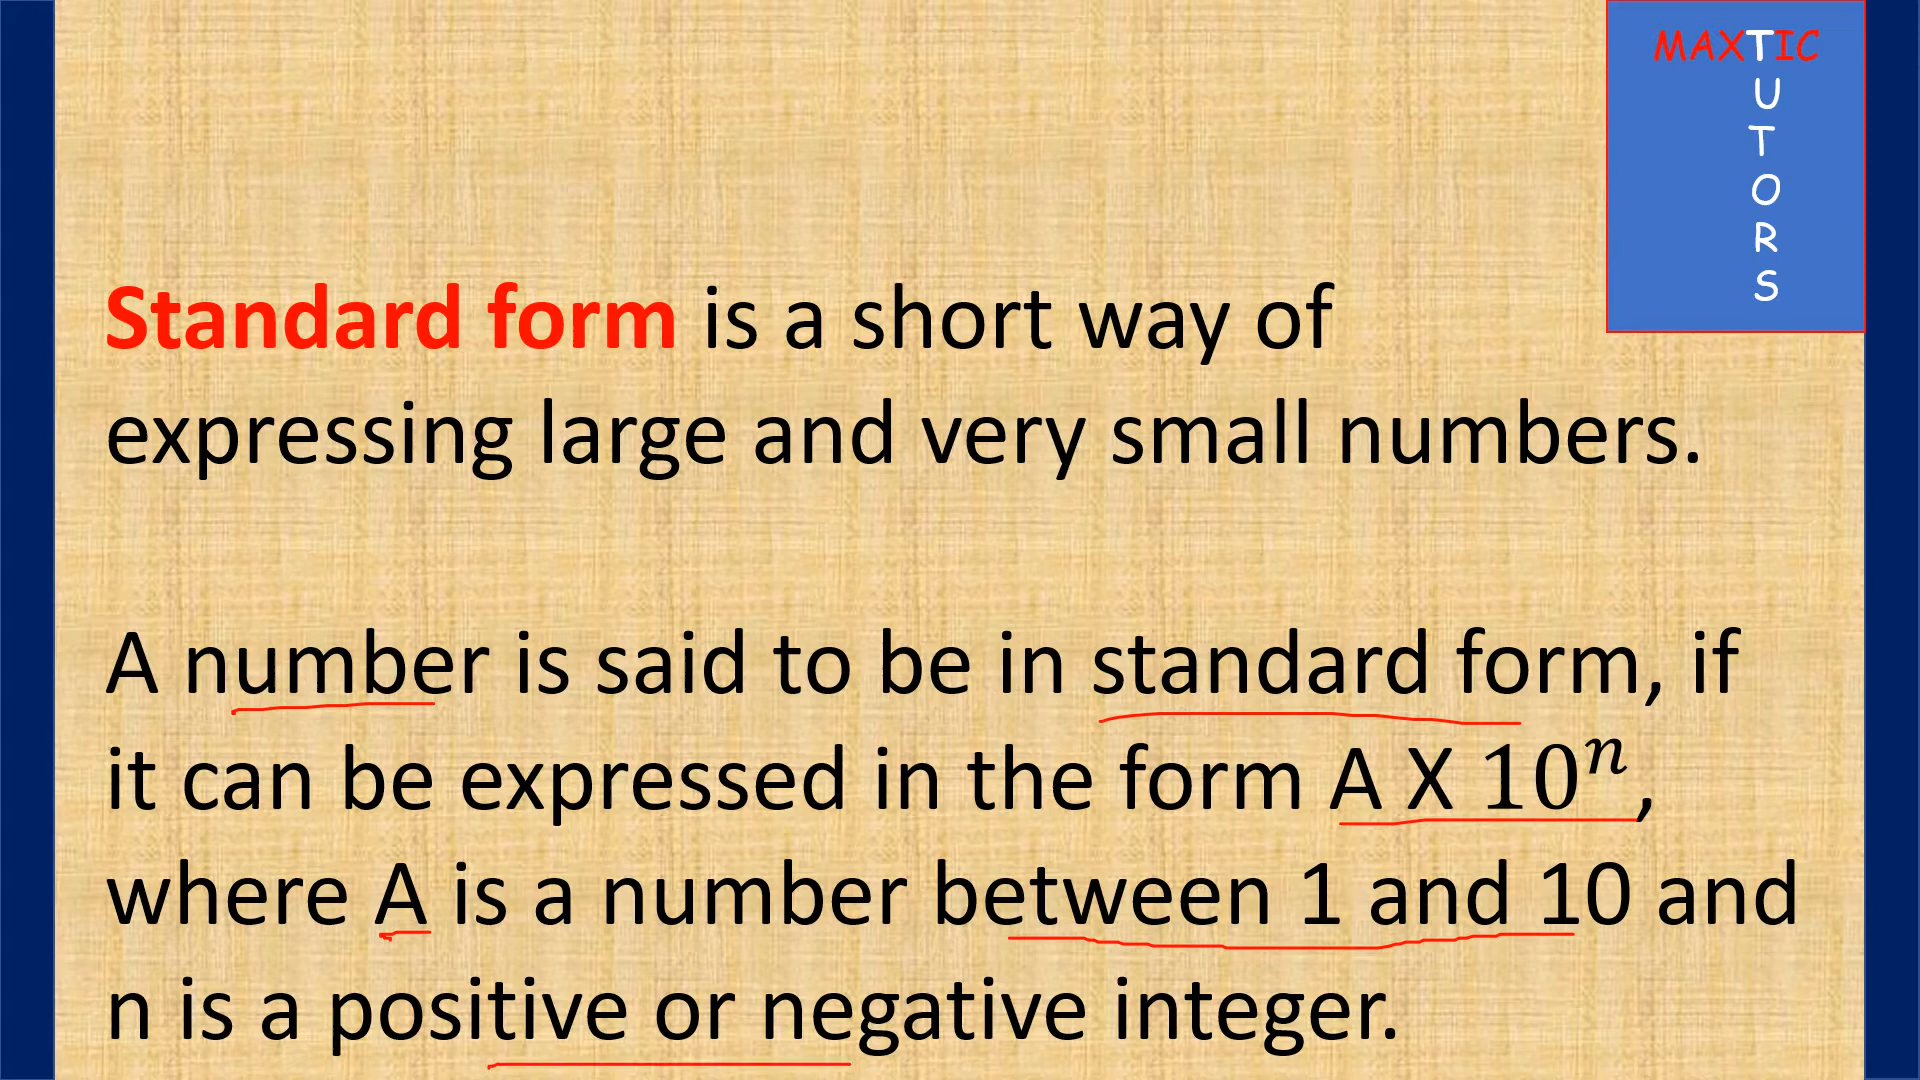 MAXTIC
U
T
O
R
S
Standard form is a short way of
expressing large and very small numbers.
A number is said to be in standard form, if
it can be expressed in the form A X 10ⁿ,
where A is a number between 1 and 10 and
n is a positive or negative integer.